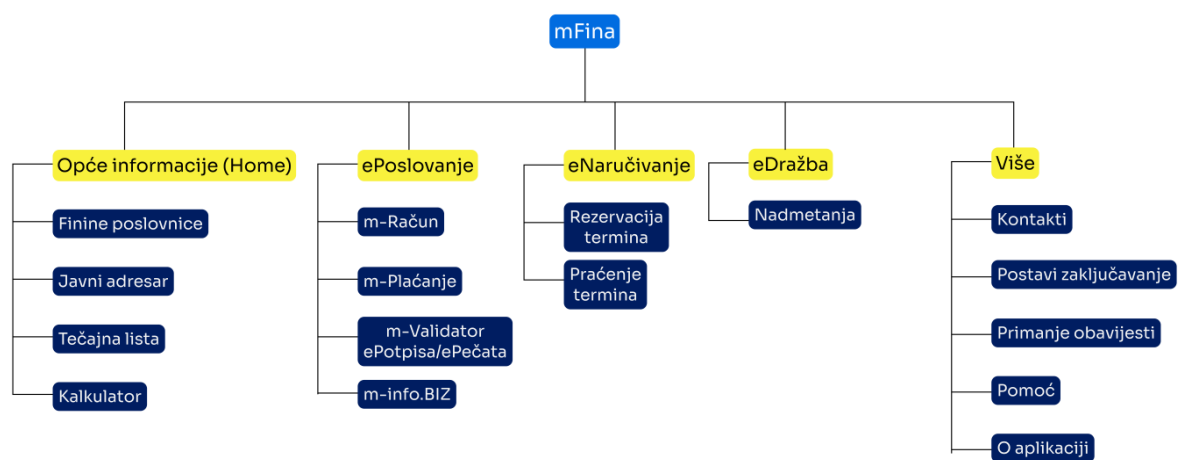 mFina
Opće informacije (Home)
Finine poslovnice
Javni adresar
Tečajna lista
Kalkulator
ePoslovanje
m-Račun
m-Plaćanje
m-Validator
ePotpisa/ePečata
m-info.BIZ
eNaručivanje
Rezervacija
termina
Praćenje
termina
eDražba
Nadmetanja
Više
Kontakti
Postavi zaključavanje
Primanje obavijesti
Pomoć
O aplikaciji